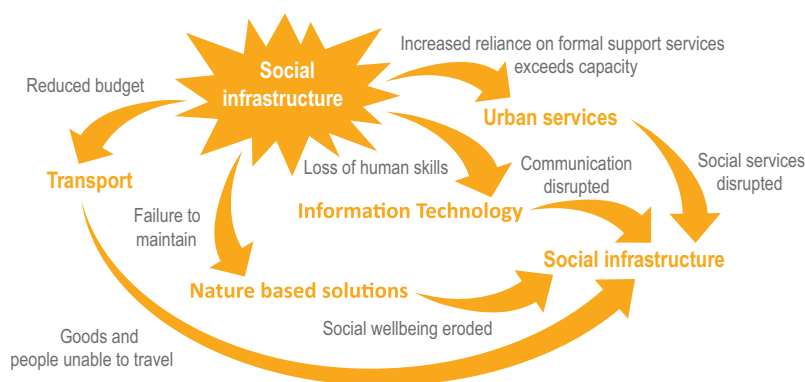 Increased reliance on formal support services
exceeds capacity
Social
infrastructure
Reduced budget
Urban services
Loss of human skills
Communication
disrupted
Social services
disrupted
Transport
Information Technology
Failure to
maintain
Social infrastructure
Nature based solutions
Social wellbeing eroded
Goods and
people unable to travel